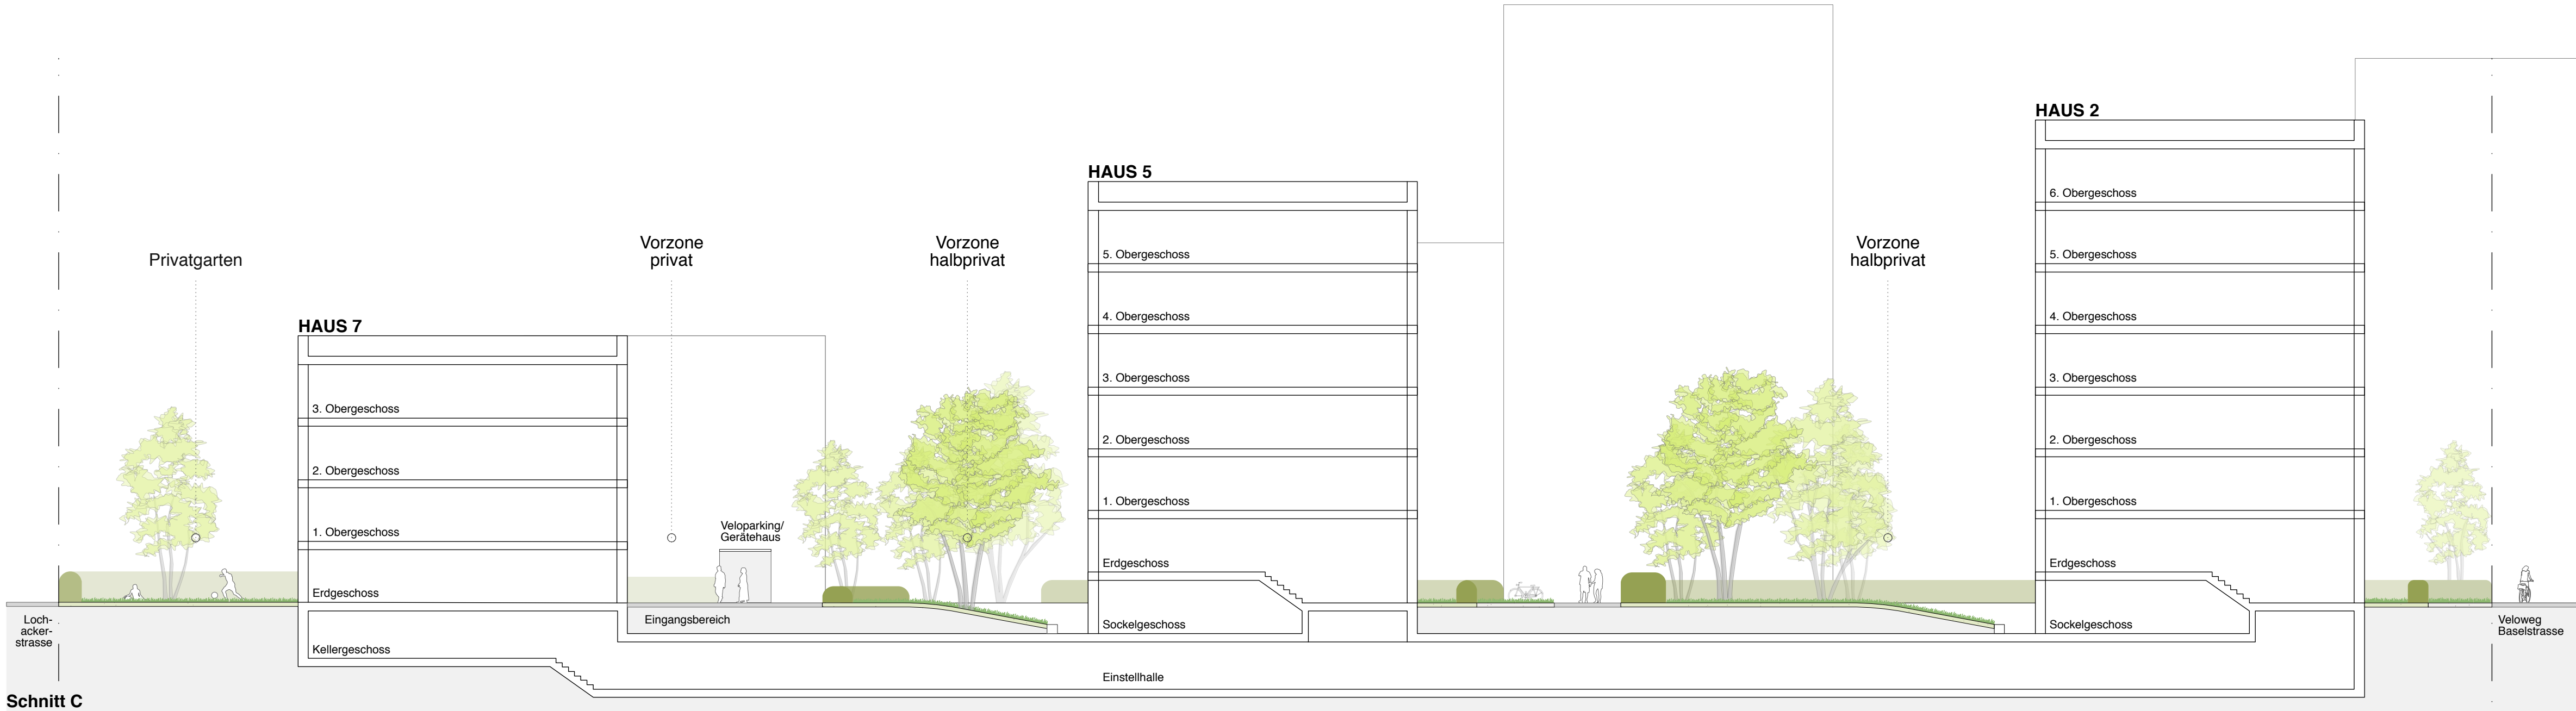 HAUS 2
HAUS 5
HAUS 7
Privatgarten
Vorzone
privat
Vorzone
halbprivat
Vorzone
halbprivat
3. Obergeschoss
2. Obergeschoss
1. Obergeschoss
Erdgeschoss
Kellergeschoss
Veloparking/
Gerätehaus
Eingangsbereich
5. Obergeschoss
4. Obergeschoss
3. Obergeschoss
2. Obergeschoss
1. Obergeschoss
Erdgeschoss
Sockelgeschoss
Einstellhalle
6. Obergeschoss
5. Obergeschoss
4. Obergeschoss
3. Obergeschoss
2. Obergeschoss
1. Obergeschoss
Erdgeschoss
Sockelgeschoss
Loch-
acker-
strasse
Veloweg
Baselstrasse
Schnitt C